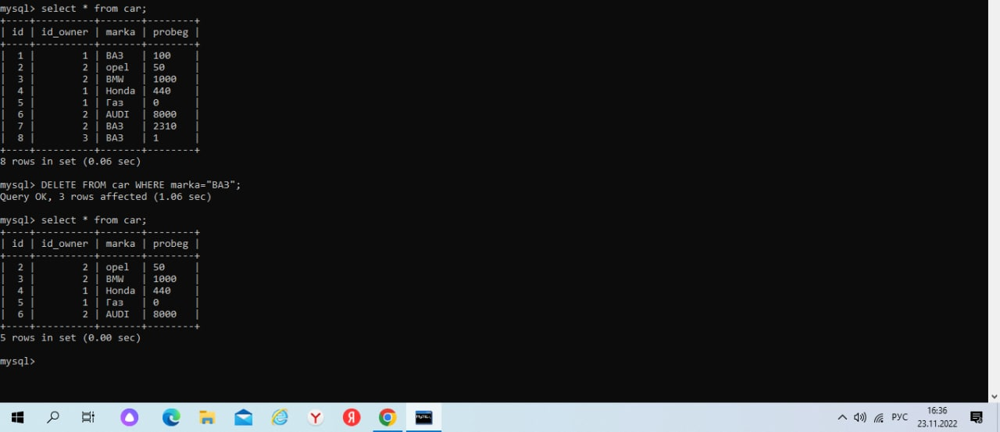 mysql> select * from car;
+----+----------+-------+--------+
| id | id_owner | marka | probeg |
+----+----------+-------+--------+
|  1 |        1 | ВАЗ   | 100    |
|  2 |        2 | opel  | 50     |
|  3 |        2 | BMW   | 1000   |
|  4 |        1 | Honda | 440    |
|  5 |        1 | Газ   | 0      |
|  6 |        2 | AUDI  | 8000   |
|  7 |        2 | ВАЗ   | 2310   |
|  8 |        3 | ВАЗ   | 1      |
+----+----------+-------+--------+
8 rows in set (0.06 sec)
mysql> DELETE FROM car WHERE marka="ВАЗ";
Query OK, 3 rows affected (1.06 sec)
mysql> select * from car;
+----+----------+-------+--------+
| id | id_owner | marka | probeg |
+----+----------+-------+--------+
|  2 |        2 | opel  | 50     |
|  3 |        2 | BMW   | 1000   |
|  4 |        1 | Honda | 440    |
|  5 |        1 | Газ   | 0      |
|  6 |        2 | AUDI  | 8000   |
+----+----------+-------+--------+
5 rows in set (0.00 sec)
mysql>
РУС
16:36
23.11.2022